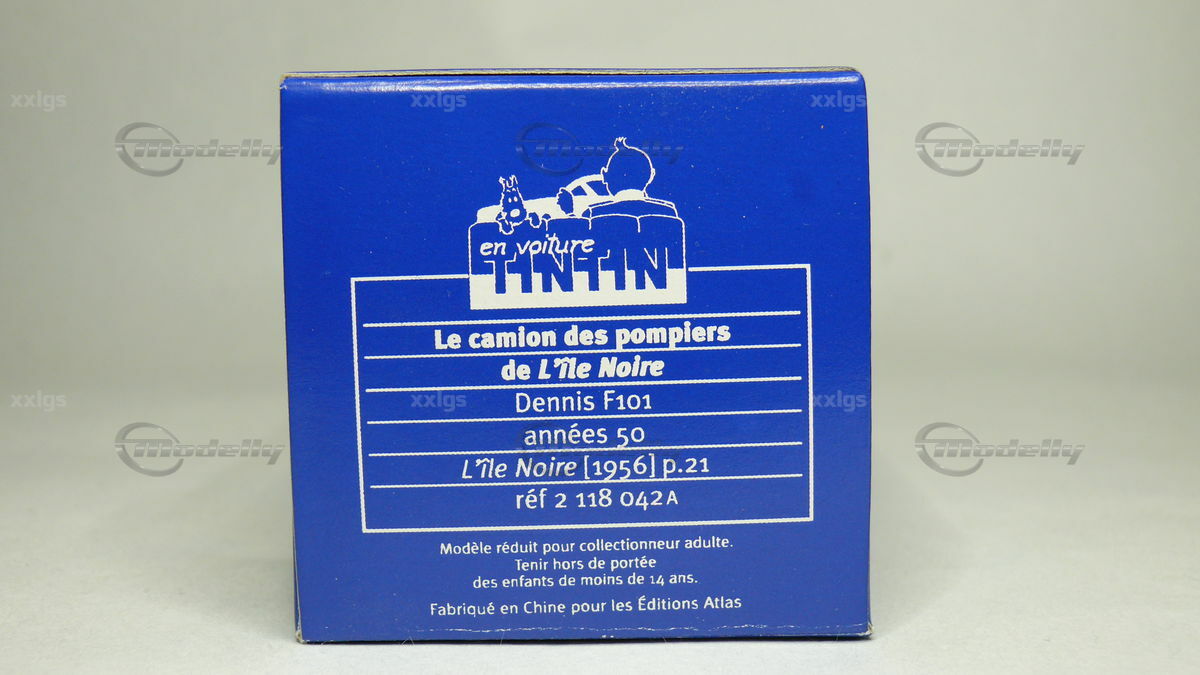 xxlgs
xxlgs
Modelly
Modelly
Modelly
en voiture
TINTIN
Le camion des pompiers
de L'île Noire
Dennis F101
xxlgs
xxlgs
xxlgs
années 50
Modelly
Modelly
L'île Noire [1956] p.21
réf 2 118 042A
Modèle réduit pour collectionneur adulte.
Tenir hors de portée
des enfants de moins de 14 ans.
Fabriqué en Chine pour les Éditions Atlas